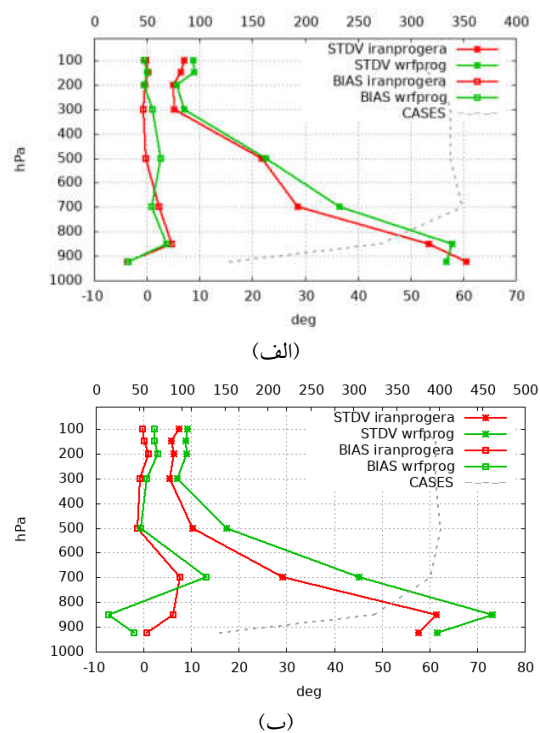 0 50 100 150 200 250 300 350 400
STDV iranprogera
STDV wrfprog
BIAS iranprogera
BIAS wrfprog
CASES
100
200
300
400
500
600
700
800
900
1000
hPa
-10 0 10 20 30 40 50 60 70
deg
(الف)
0 50 100 150 200 250 300 350 400 450 500
STDV iranprogera
STDV wrfprog
BIAS iranprogera
BIAS wrfprog
CASES
100
200
300
400
500
600
700
800
900
1000
hPa
-10 0 10 20 30 40 50 60 70 80
deg
(ب)